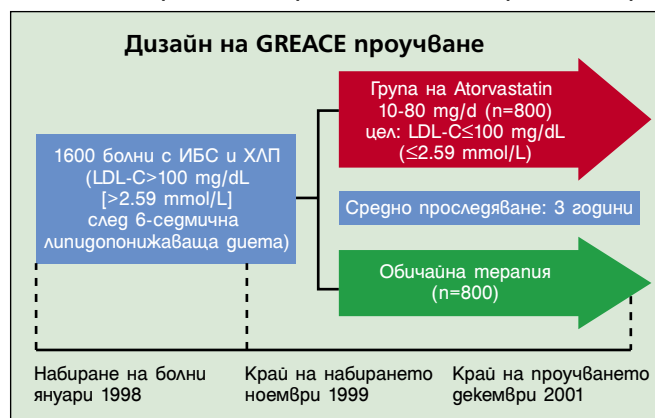 Дизайн на GREACE проучване
Група на Atorvastatin
10-80 mg/d (n=800)
цел: LDL-C≤100 mg/dL
(≤2.59 mmol/L)
1600 болни с ИБС и ХЛП
(LDL-C>100 mg/dL
[>2.59 mmol/L]
след 6-седмична
липидопонижаваща диета)
Средно проследяване: 3 години
Обичайна терапия
(n=800)
Набиране на болни
януари 1998
Край на набирането
ноември 1999
Край на проучването
декември 2001